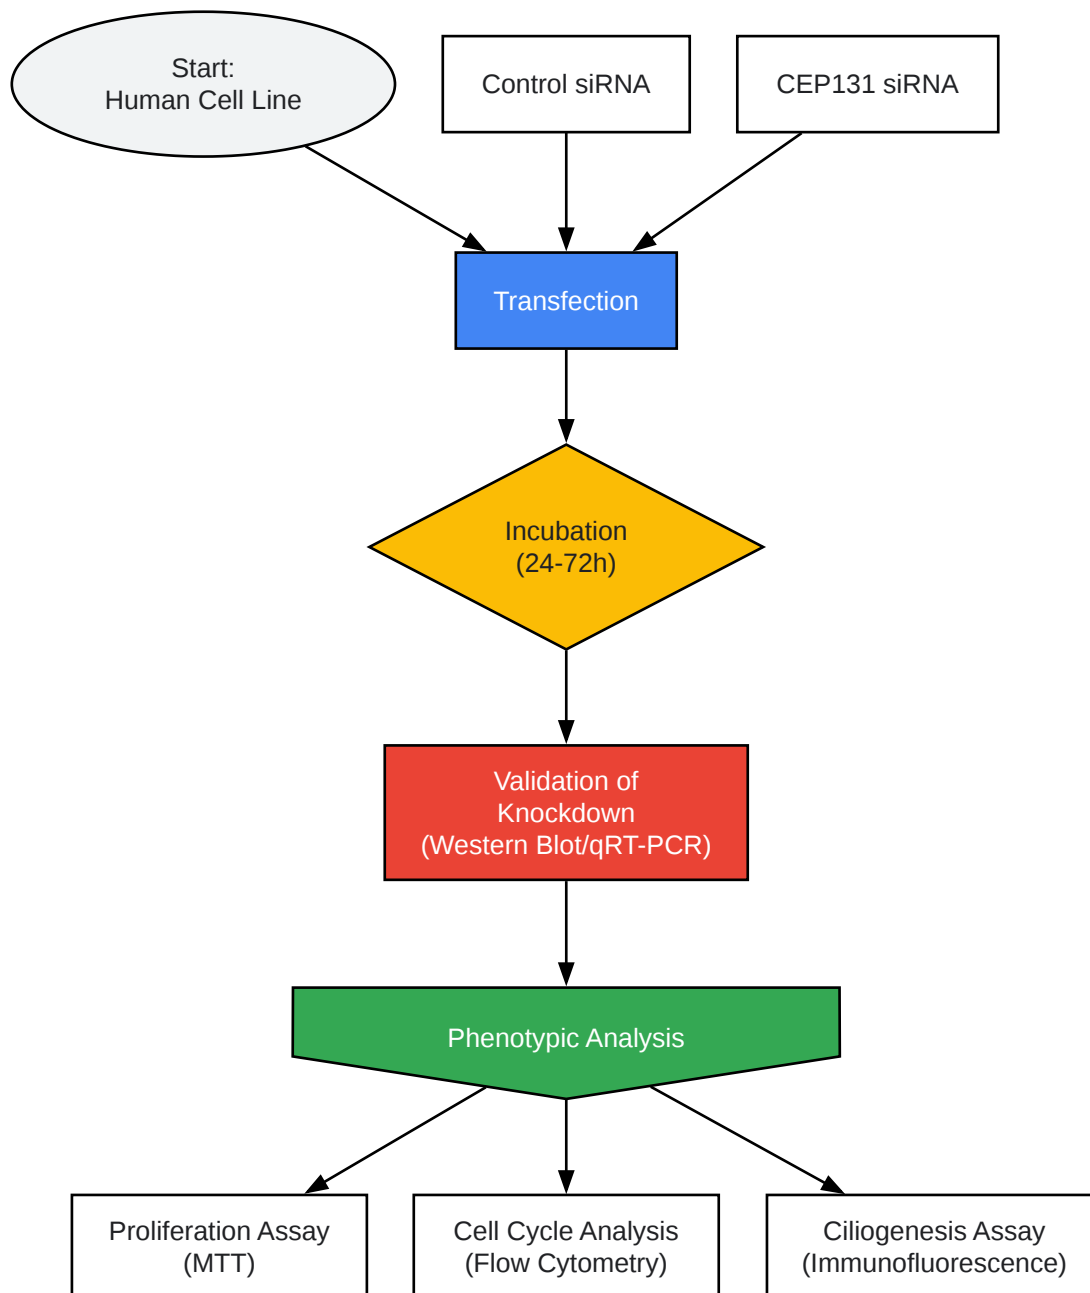 Start:
Human Cell Line
Control siRNA
CEP131 siRNA
Transfection
Incubation
(24-72h)
Validation of
Knockdown
(Western Blot/qRT-PCR)
Phenotypic Analysis
Proliferation Assay
(MTT)
Cell Cycle Analysis
(Flow Cytometry)
Ciliogenesis Assay
(Immunofluorescence)